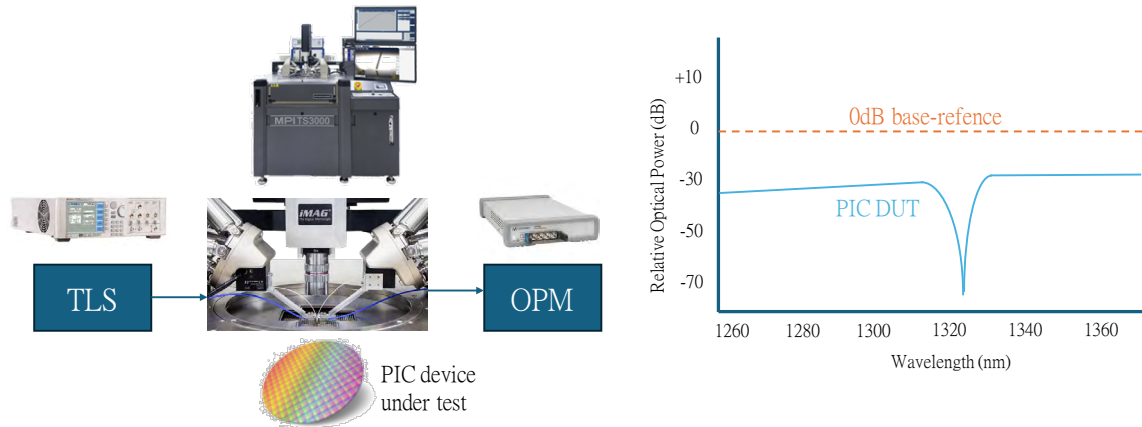 MPI TS3000
iMAG
TLS
OPM
PIC device
under test
Relative Optical Power (dB)
+10
0
-30
-50
-70
0dB base-refence
PIC DUT
1260
1280
1300
1320
1340
1360
Wavelength (nm)